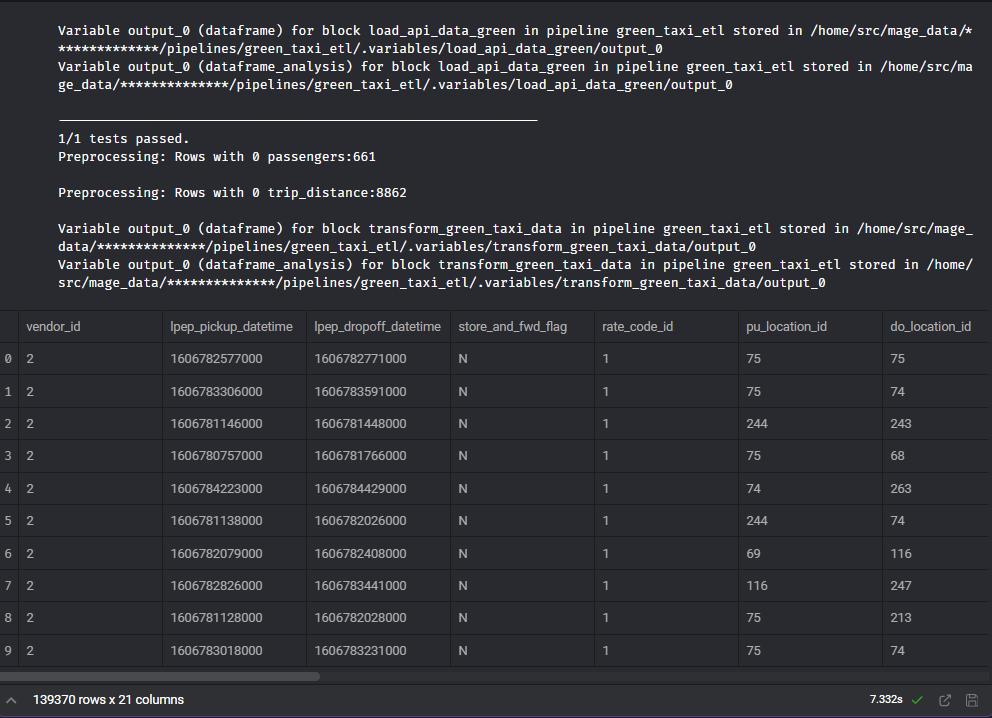 Variable output_0 (dataframe) for block load_api_data_green in pipeline green_taxi_etl stored in /home/src/mage_data/*
*************/pipelines/green_taxi_etl/.variables/load_api_data_green/output_0
Variable output_0 (dataframe_analysis) for block load_api_data_green in pipeline green_taxi_etl stored in /home/src/ma
ge_data/**************/pipelines/green_taxi_etl/.variables/load_api_data_green/output_0
1/1 tests passed.
Preprocessing: Rows with 0 passengers:661
Preprocessing: Rows with 0 trip_distance:8862
Variable output_0 (dataframe) for block transform_green_taxi_data in pipeline green_taxi_etl stored in /home/src/mage_
data/**************/pipelines/green_taxi_etl/.variables/transform_green_taxi_data/output_0
Variable output_0 (dataframe_analysis) for block transform_green_taxi_data in pipeline green_taxi_etl stored in /home/
src/mage_data/**************/pipelines/green_taxi_etl/.variables/transform_green_taxi_data/output_0
vendor_id lpep_pickup_datetime lpep_dropoff_datetime store_and_fwd_flag rate_code_id pu_location_id do_location_id
0 2 1606782577000 1606782771000 N 1 75 75
1 2 1606783306000 1606783591000 N 1 75 74
2 2 1606781146000 1606781448000 N 1 244 243
3 2 1606780757000 1606781766000 N 1 75 68
4 2 1606784223000 1606784429000 N 1 74 263
5 2 1606781138000 1606782026000 N 1 244 74
6 2 1606782079000 1606782408000 N 1 69 116
7 2 1606782826000 1606783441000 N 1 116 247
8 2 1606781128000 1606782028000 N 1 75 213
9 2 1606783018000 1606783231000 N 1 75 74
139370 rows x 21 columns 7.332s